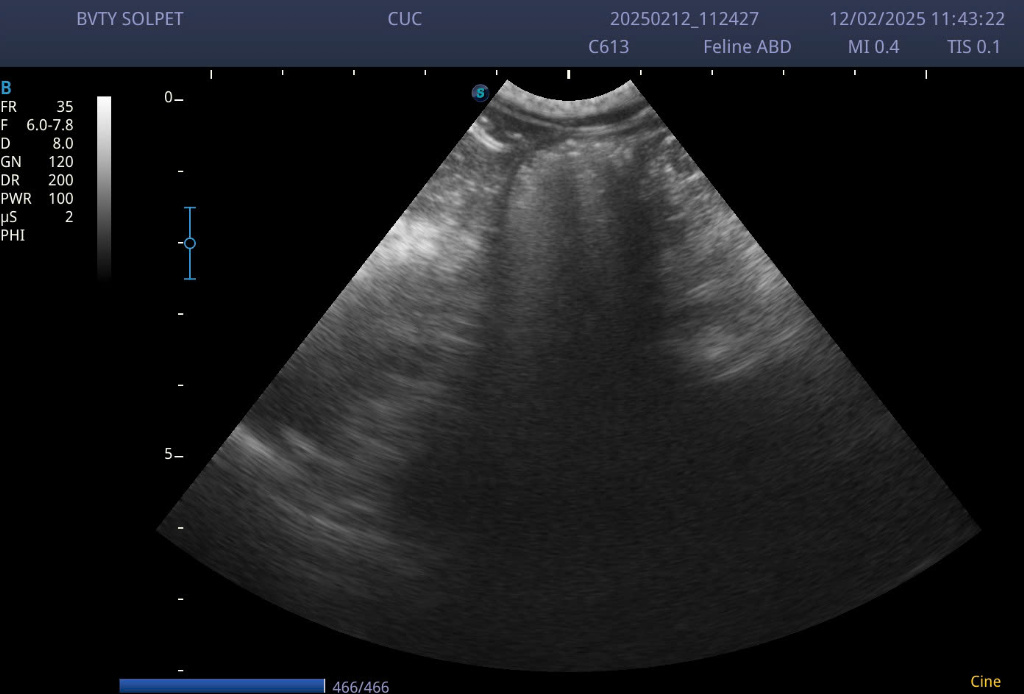 BVTY SOLPET CUC 20250212_112427 12/02/2025 11:43:22
C613 Feline ABD MI 0.4 TIS 0.1
B
FR 35
F 6.0-7.8
D 8.0
GN 120
DR 200
PWR 100
µS 2
PHI
0
S
5
466/466
Cine